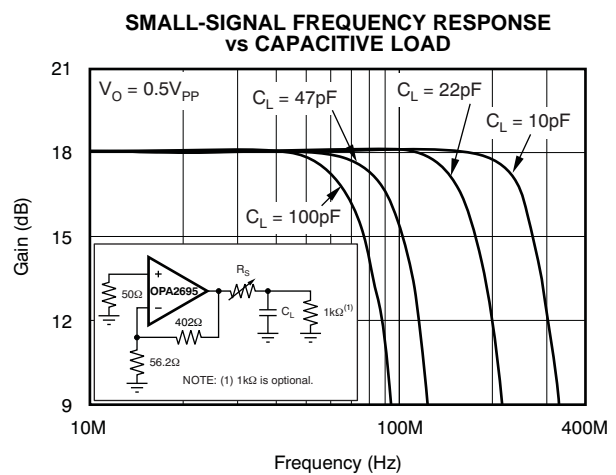 SMALL-SIGNAL FREQUENCY RESPONSE
vs CAPACITIVE LOAD
21
18
15
12
9
Gain (dB)
V_O = 0.5V_PP
C_L = 47pF
C_L = 22pF
C_L = 10pF
C_L = 100pF
+
OPA2695
−
50Ω
R_S
402Ω
C_L
1kΩ(1)
56.2Ω
NOTE: (1) 1kΩ is optional.
10M
100M
400M
Frequency (Hz)